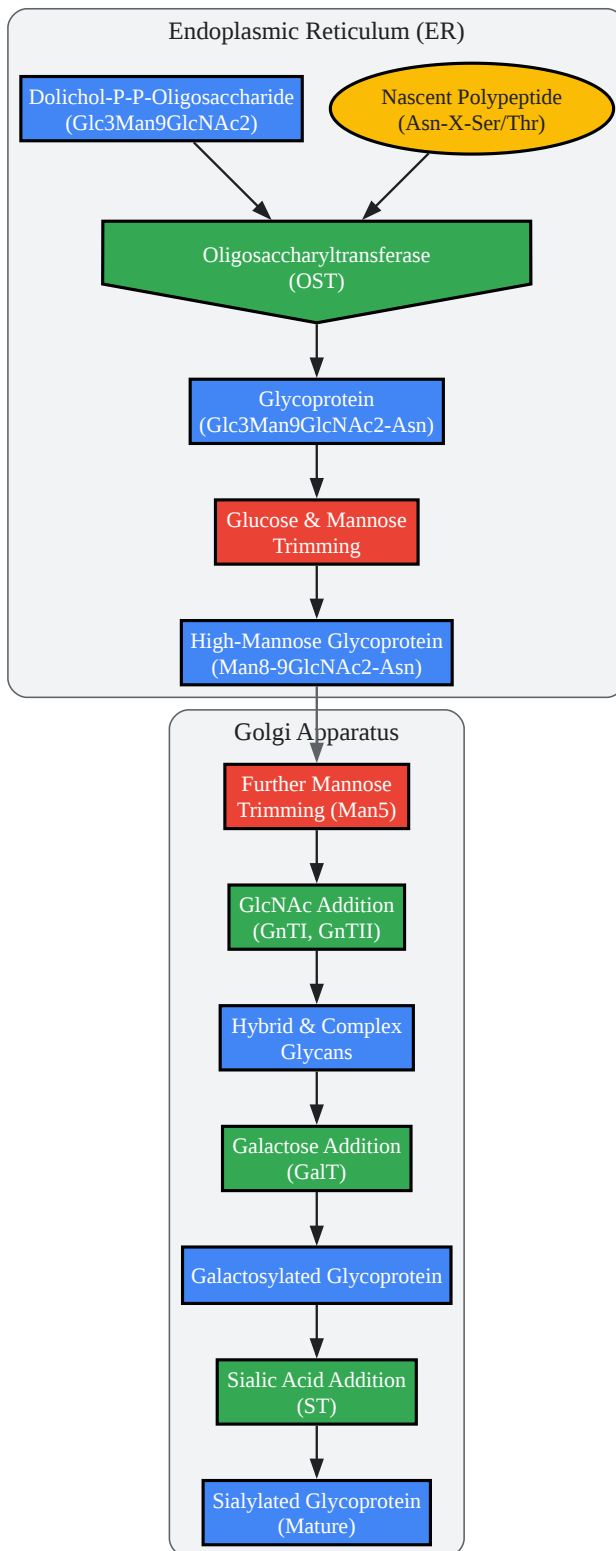 Endoplasmic Reticulum (ER)
Dolichol-P-P-Oligosaccharide
(Glc3Man9GlcNAc2)
Nascent Polypeptide
(Asn-X-Ser/Thr)
Oligosaccharyltransferase
(OST)
Glycoprotein
(Glc3Man9GlcNAc2-Asn)
Glucose & Mannose
Trimming
High-Mannose Glycoprotein
(Man8-9GlcNAc2-Asn)
Golgi Apparatus
Further Mannose
Trimming (Man5)
GlcNAc Addition
(GnTI, GnTII)
Hybrid & Complex
Glycans
Galactose Addition
(GalT)
Galactosylated Glycoprotein
Sialic Acid Addition
(ST)
Sialylated Glycoprotein
(Mature)